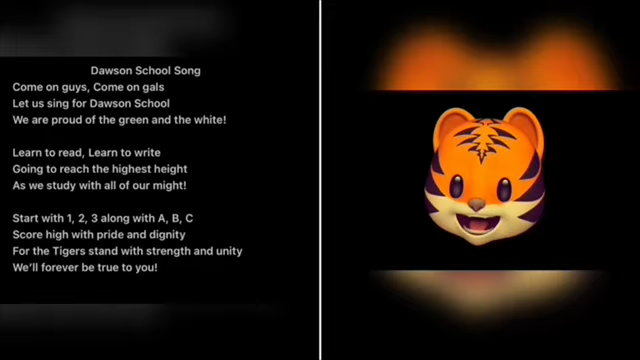 Dawson School Song
Come on guys, Come on gals
Let us sing for Dawson School
We are proud of the green and the white!
Learn to read, Learn to write
Going to reach the highest height
As we study with all of our might!
Start with 1, 2, 3 along with A, B, C
Score high with pride and dignity
For the Tigers stand with strength and unity
We'll forever be true to you!